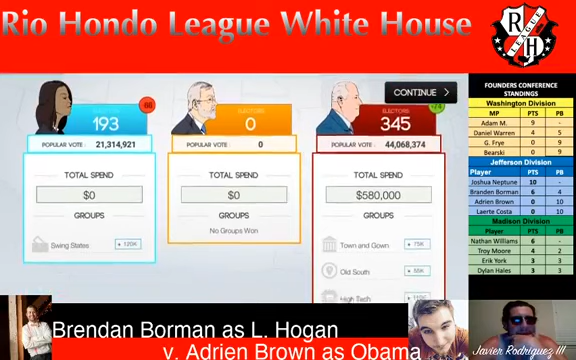 Rio Hondo League White House
R
LEAGUE
H
CONTINUE
ELECTORS
193
66
POPULAR VOTE : 21,314,921
TOTAL SPEND
$0
GROUPS
Swing States 120K
ELECTORS
0
POPULAR VOTE : 0
TOTAL SPEND
$0
GROUPS
No Groups Won
ELECTORS
345
74
POPULAR VOTE : 44,068,374
TOTAL SPEND
$580,000
GROUPS
Town and Gown 75K
Old South
High Tech
FOUNDERS CONFERENCE
STANDINGS
Washington Division
MP PTS PB
Adam M. 9 -
Daniel Warren 4 5
G. Frye 0 9
Bearski 0 9
Jefferson Division
Player PTS PB
Joshua Neptune 10 -
Branden Borman 6 4
Adrien Brown 0 10
Laerte Costa 0 10
Madison Division
Player PTS PB
Nathan Williams 6 -
Troy Moore 4 2
Erik York 3 3
Dylan Hales 3 3
Brendan Borman as L. Hogan
v. Adrien Brown as Obama
Javier Rodriguez III